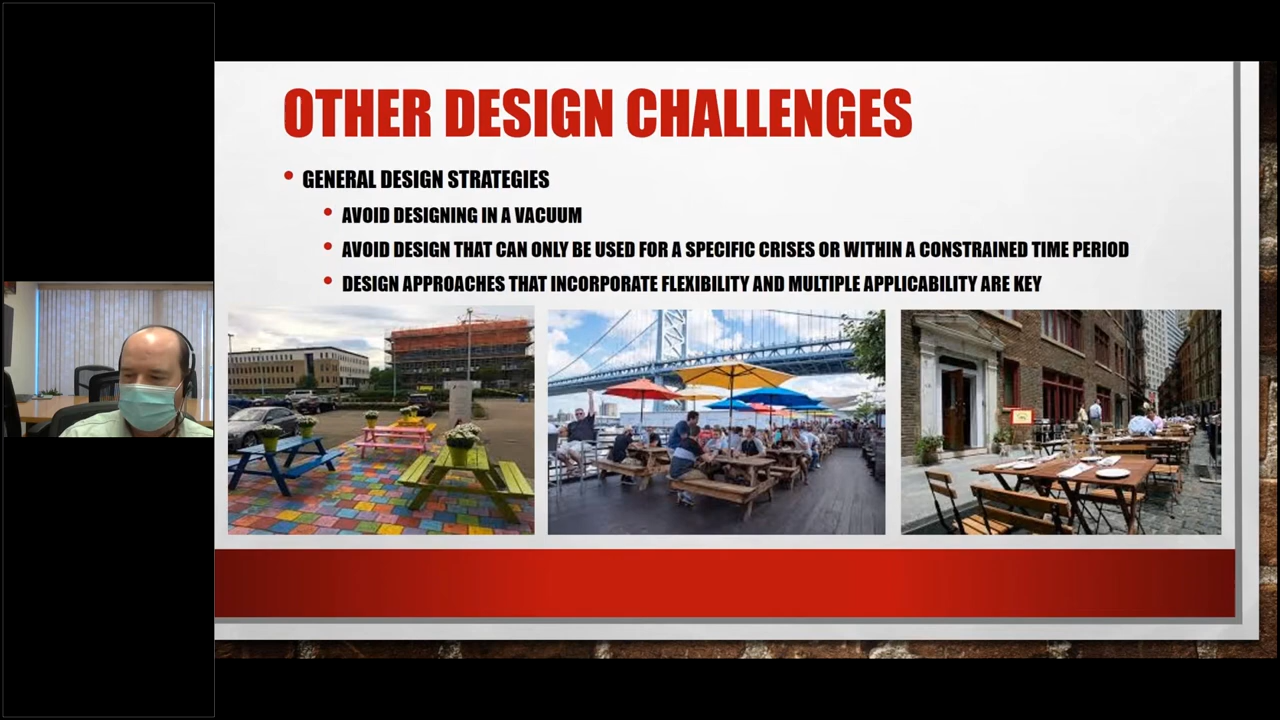 OTHER DESIGN CHALLENGES
GENERAL DESIGN STRATEGIES
AVOID DESIGNING IN A VACUUM
AVOID DESIGN THAT CAN ONLY BE USED FOR A SPECIFIC CRISES OR WITHIN A CONSTRAINED TIME PERIOD
DESIGN APPROACHES THAT INCORPORATE FLEXIBILITY AND MULTIPLE APPLICABILITY ARE KEY